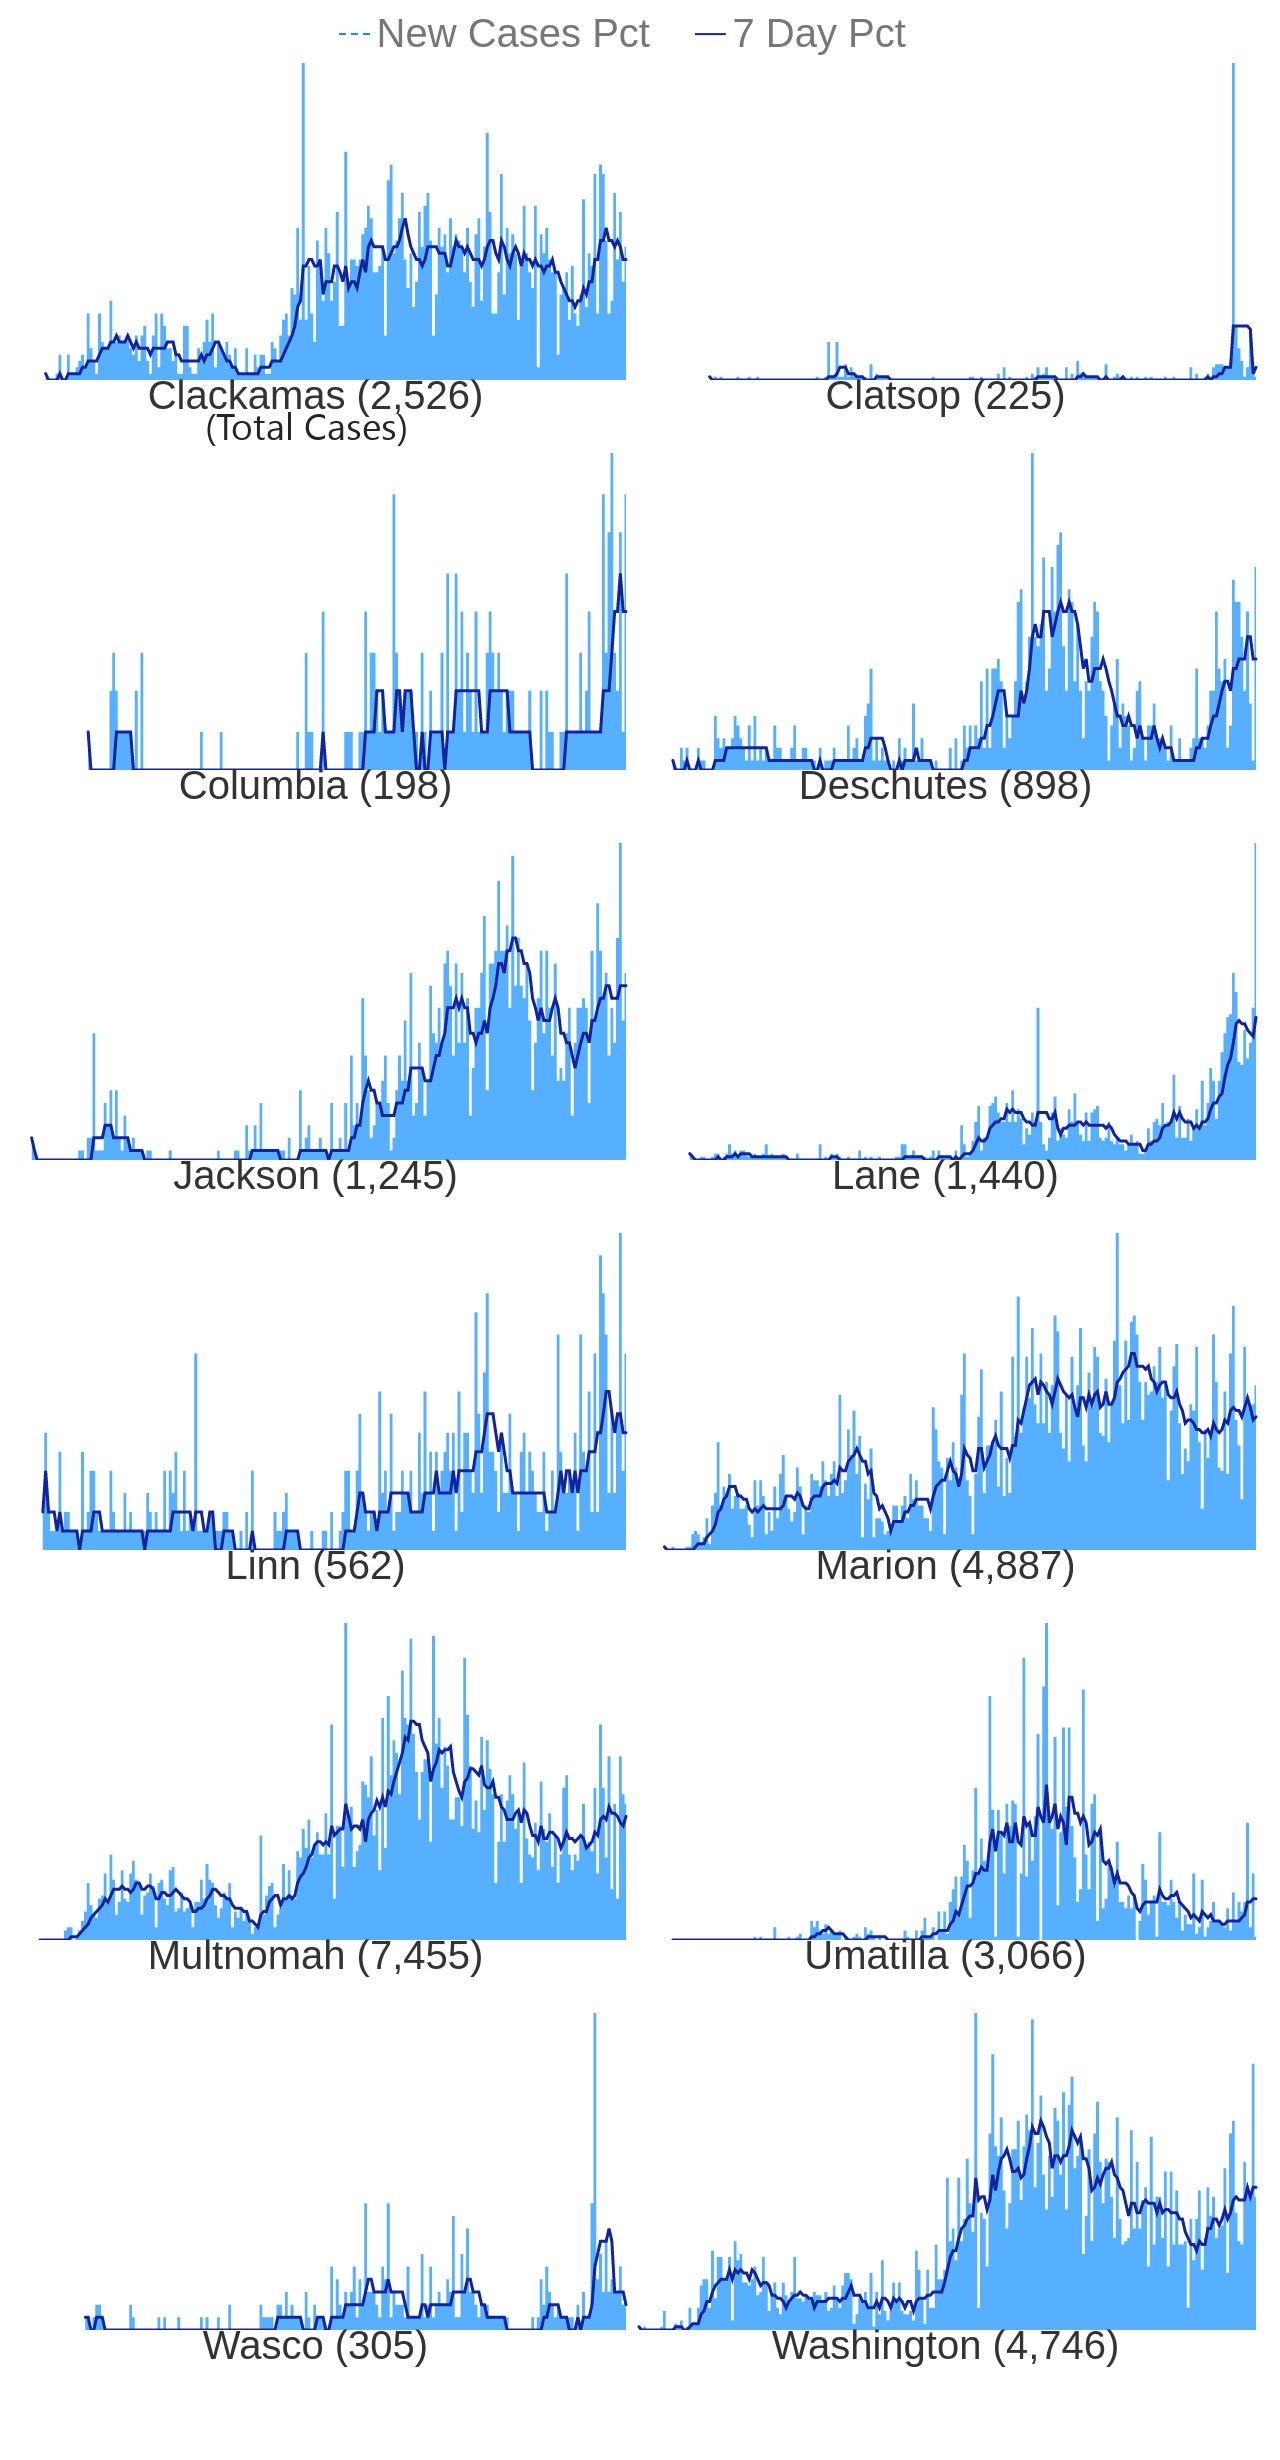 New Cases Pct 7 Day Pct
Clackamas (2,526) Clatsop (225)
(Total Cases)
Columbia (198) Deschutes (898)
Jackson (1,245) Lane (1,440)
Linn (562) Marion (4,887)
Multnomah (7,455) Umatilla (3,066)
Wasco (305) Washington (4,746)